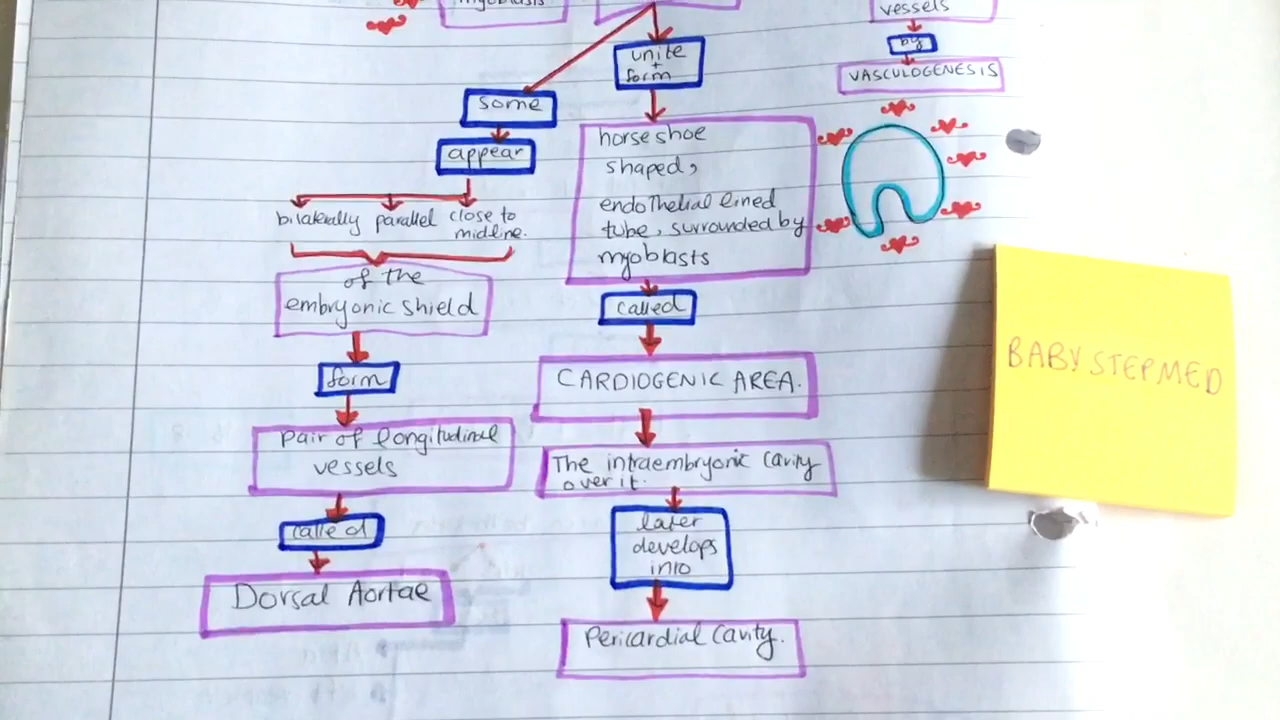 myoblasts
vessels
by
VASCULOGENESIS
unite
+
form
some
appear
bilaterally parallel close to
midline.
of the
embryonic shield
form
pair of longitudinal
vessels
called
Dorsal Aortae
horse shoe
shaped,
endothelial lined
tube, surrounded by
myoblasts
called
CARDIOGENIC AREA.
The intraembryonic cavity
over it.
later
develops
into
Pericardial cavity.
BABY STEPMED